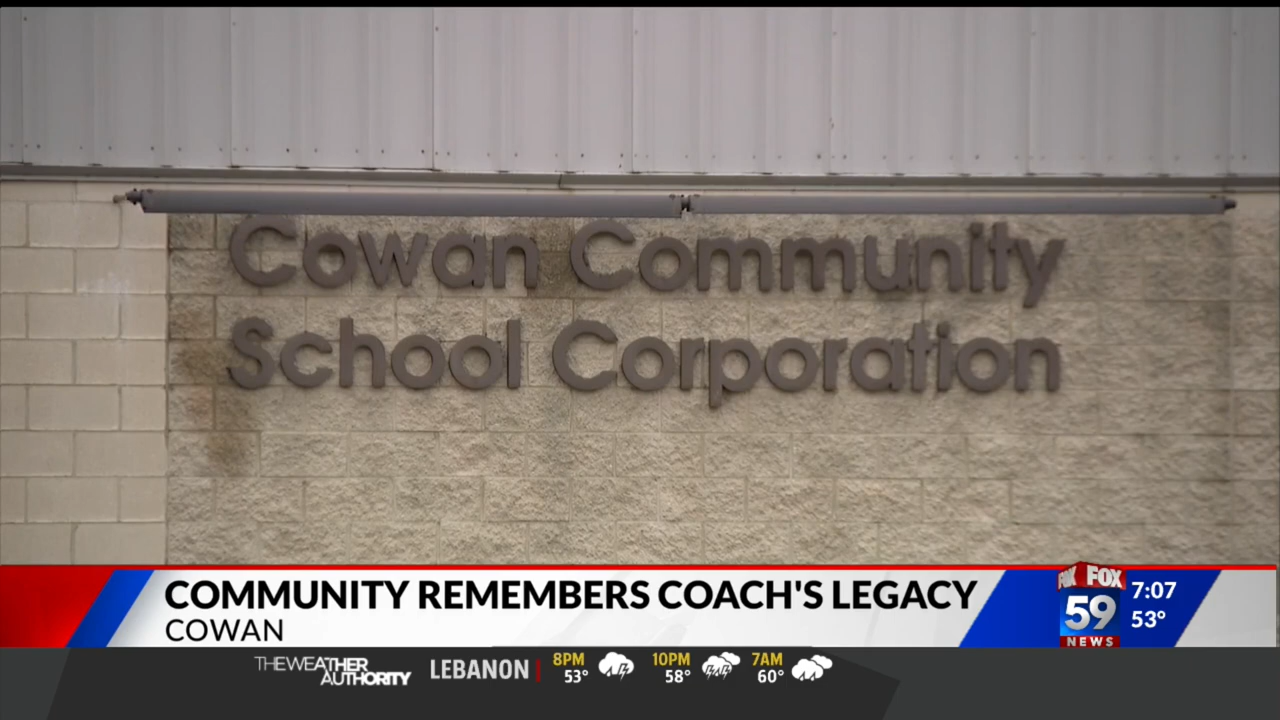 Cowan Community
School Corporation
COMMUNITY REMEMBERS COACH'S LEGACY
COWAN
FOX FOX
59
NEWS
7:07
53°
THE WEATHER
AUTHORITY
LEBANON
8PM
53°
10PM
58°
7AM
60°